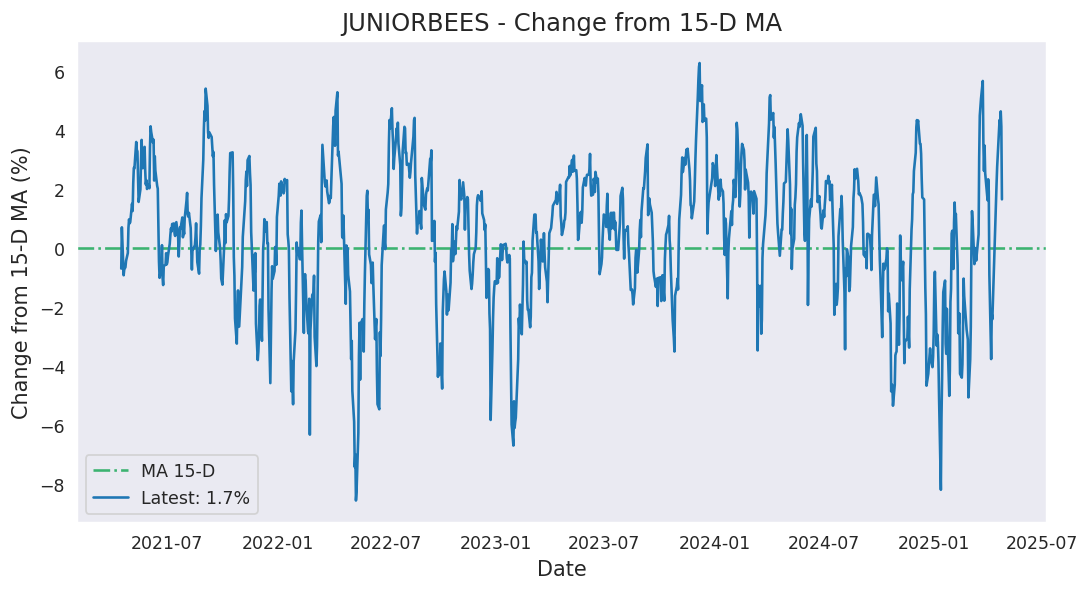 JUNIORBEES - Change from 15-D MA
Change from 15-D MA (%)
6
4
2
0
−2
−4
−6
−8
MA 15-D
Latest: 1.7%
2021-07 2022-01 2022-07 2023-01 2023-07 2024-01 2024-07 2025-01 2025-07
Date